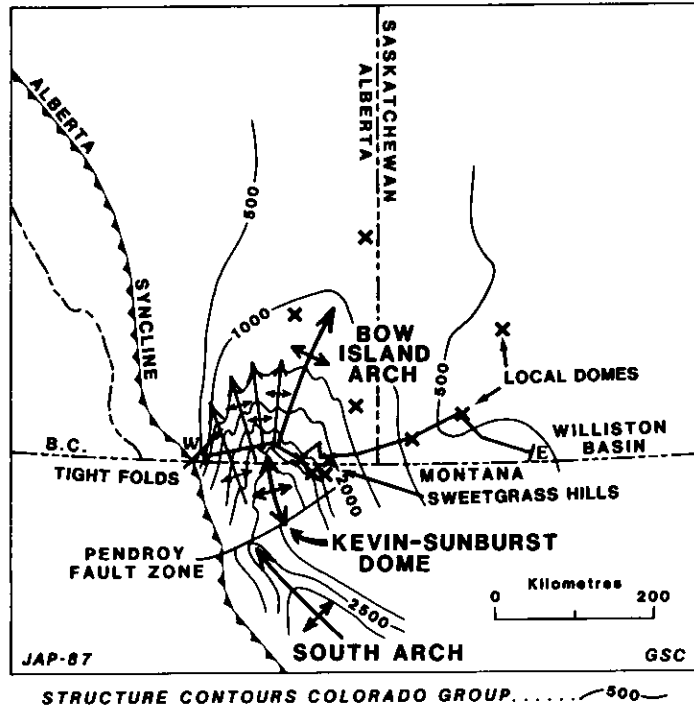 SASKATCHEWAN
ALBERTA
ALBERTA
SYNCLINE
500
1000
BOW
ISLAND
ARCH
500
LOCAL DOMES
WILLISTON
BASIN
B.C.
W
E
TIGHT FOLDS
MONTANA
SWEETGRASS HILLS
1000
PENDROY
FAULT ZONE
KEVIN-SUNBURST
DOME
Kilometres
0 200
2500
SOUTH ARCH
JAP-87
GSC
STRUCTURE CONTOURS COLORADO GROUP......500